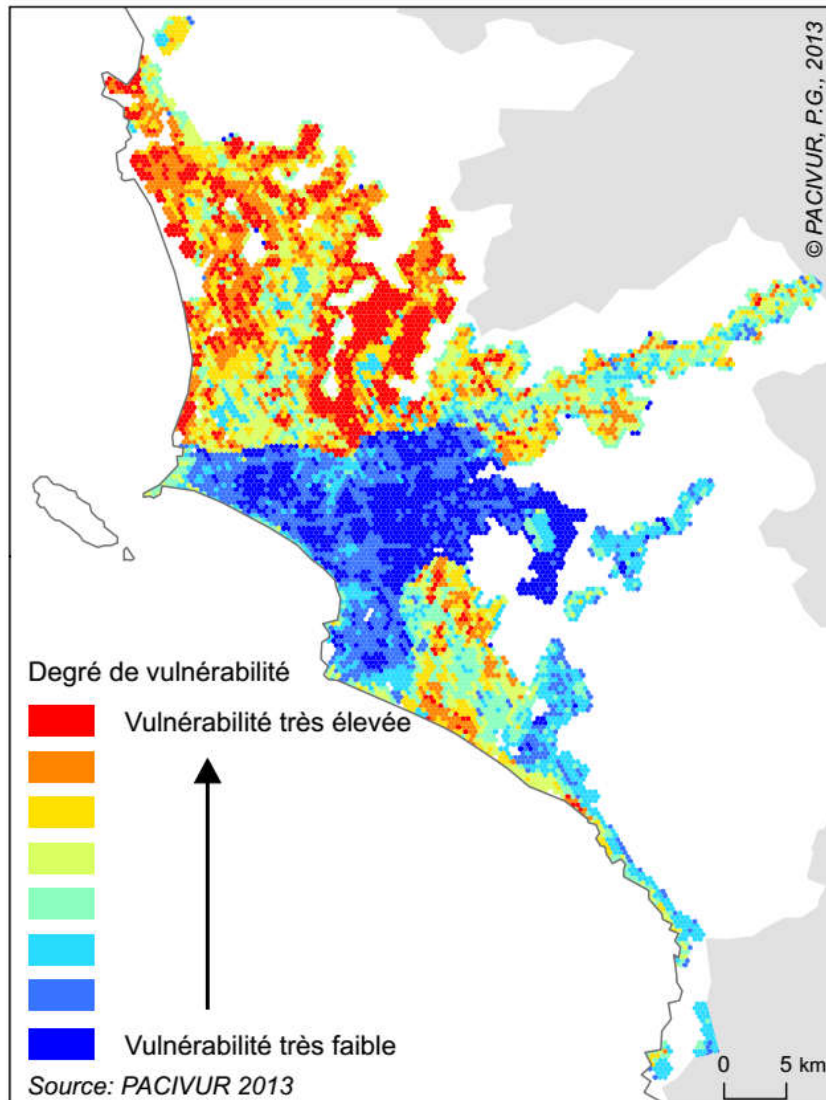 © PACIVUR, P.G., 2013
Degré de vulnérabilité
Vulnérabilité très élevée
Vulnérabilité très faible
Source: PACIVUR 2013
0 5 km